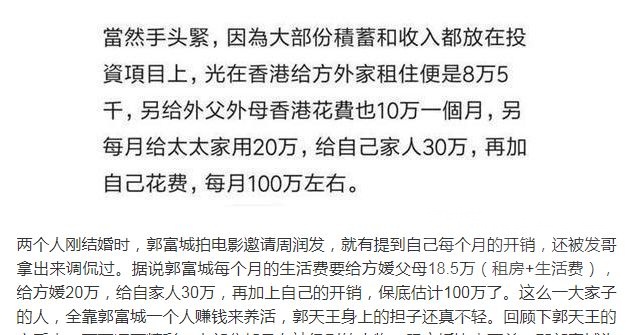 當然手头緊，因為大部份積蓄和收入都放在投
資項目上，光在香港给方外家租住便是8万5
千，另给外父外母香港花費也10万一個月，另
每月给太太家用20万，给自己家人30万，再加
自己花费，每月100万左右。
两个人刚结婚时，郭富城拍电影邀请周润发，就有提到自己每个月的开销，还被发哥
拿出来调侃过。据说郭富城每个月的生活费要给方媛父母18.5万（租房+生活费），
给方媛20万，给自家人30万，再加上自己的开销，保底估计100万了。这么一大家子
的人，全靠郭富城一个人赚钱来养活，郭天王身上的担子还真不轻。回顾下郭天王的